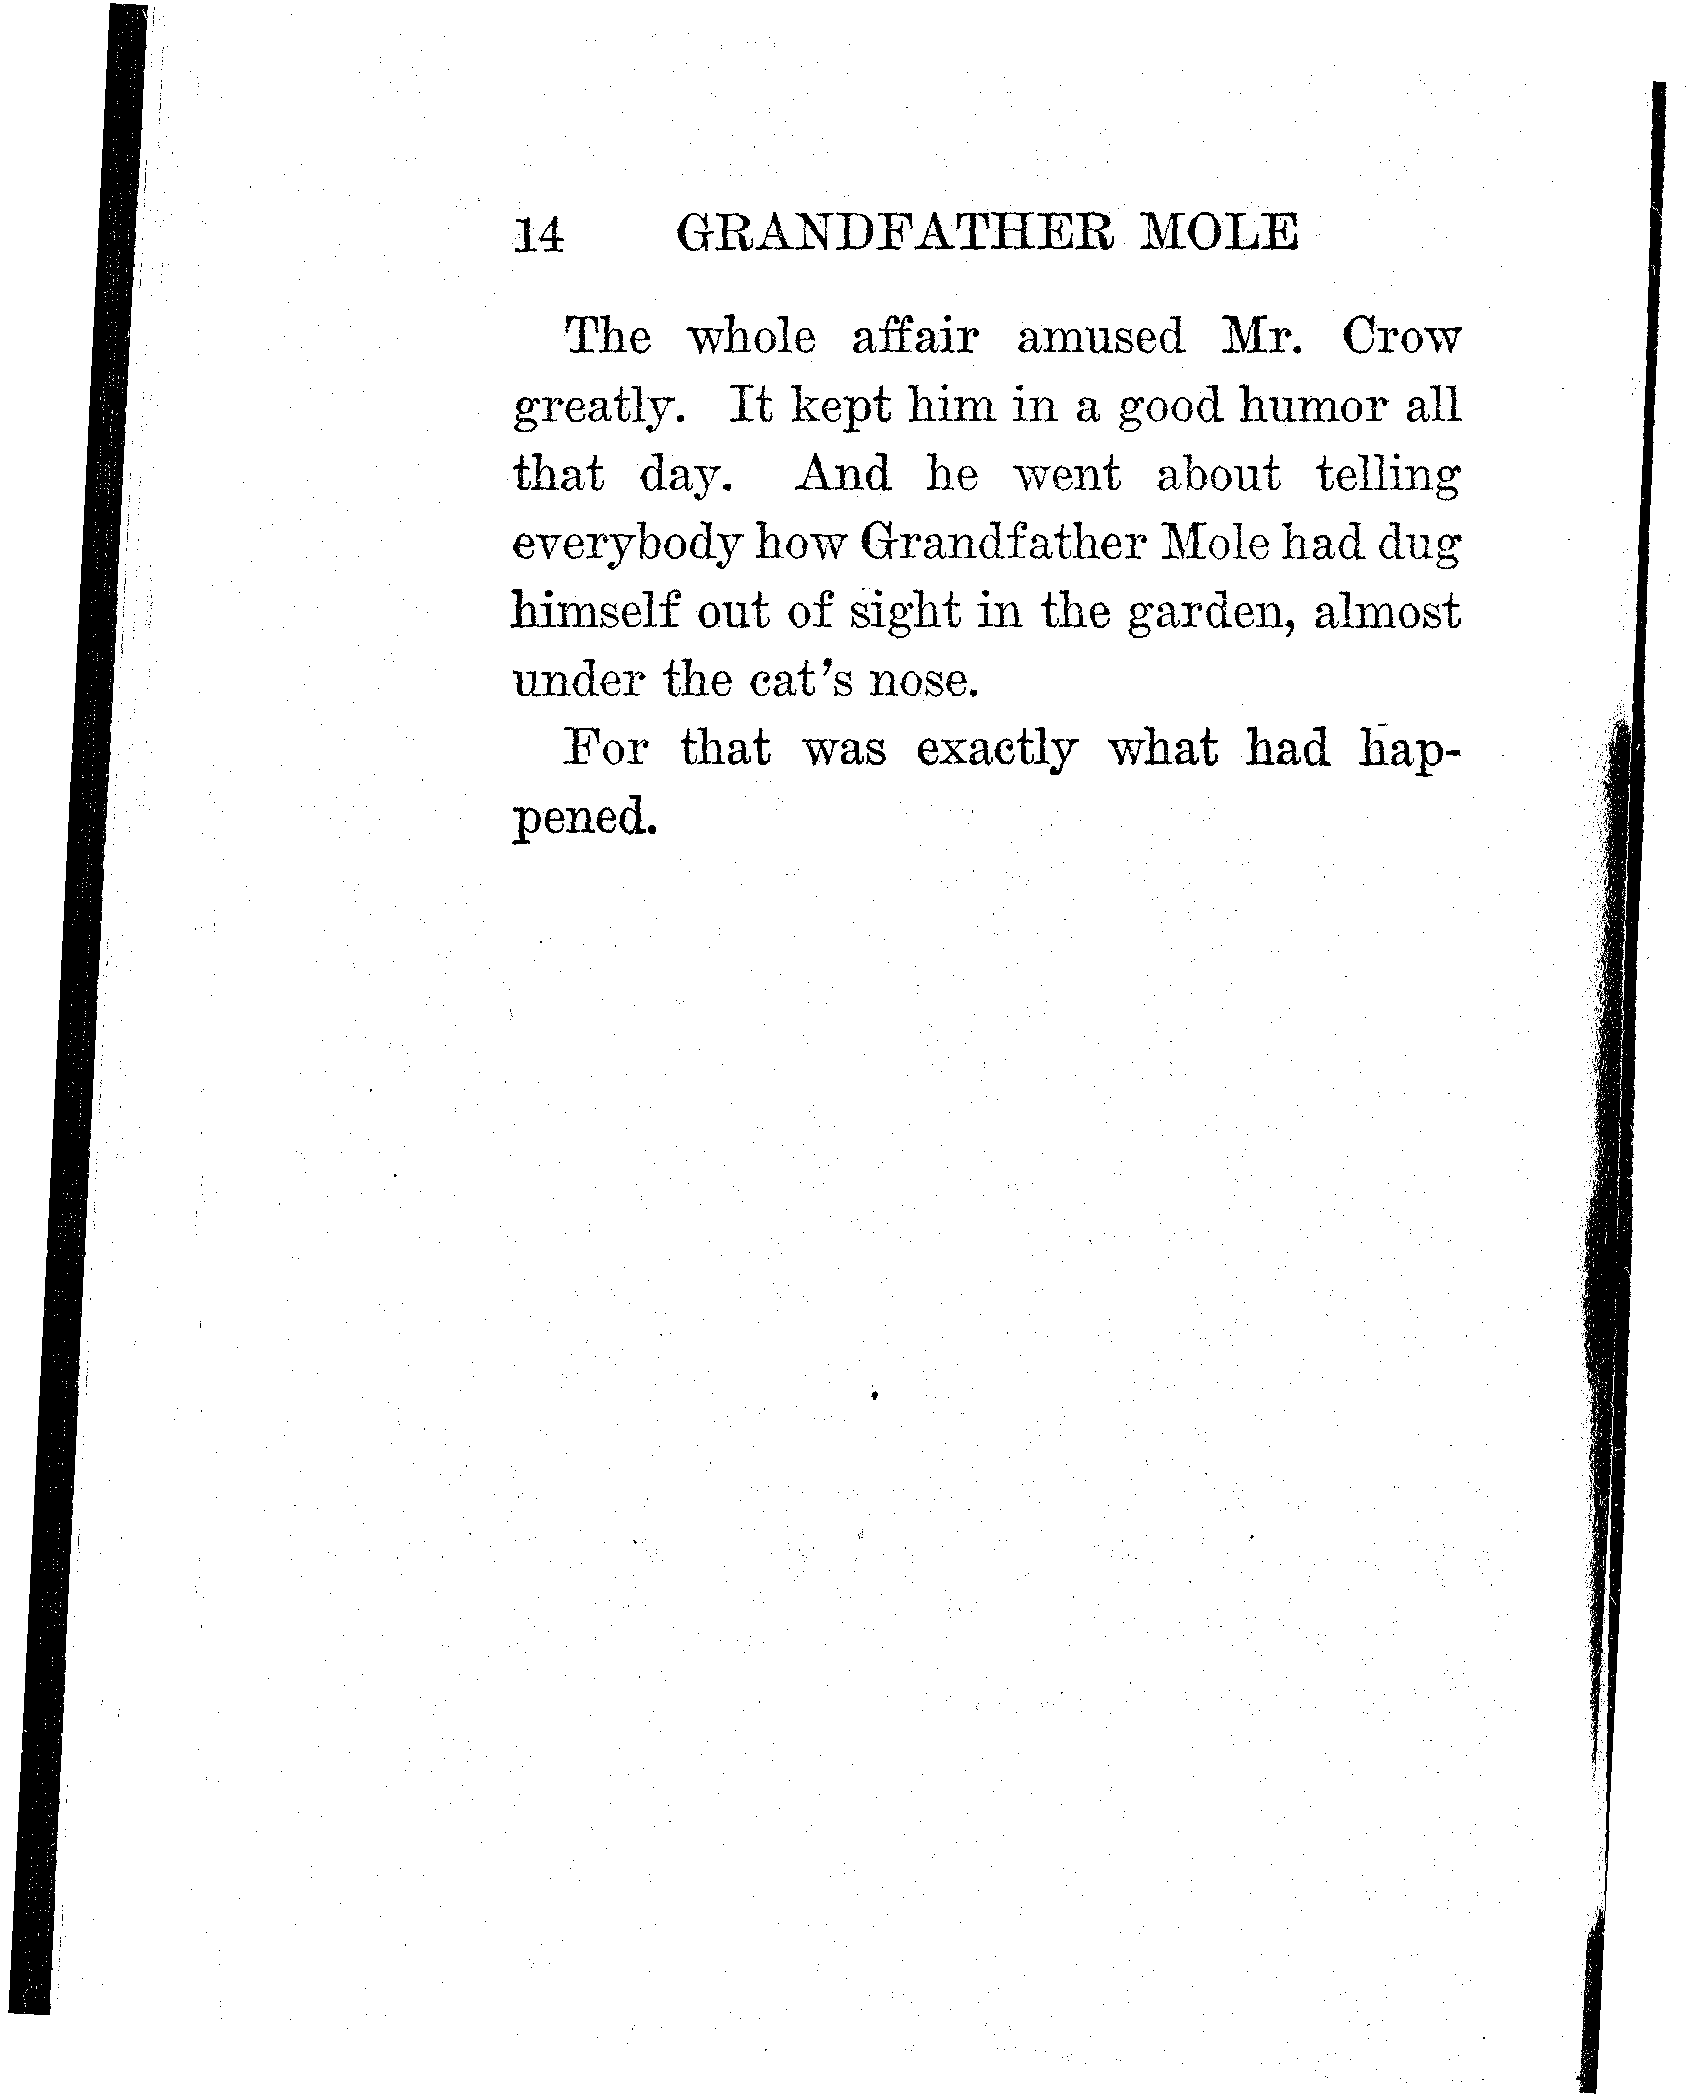 14 GRANDFATHER MOLE
The whole affair amused Mr. Crow
greatly. It kept him in a good humor all
that day. And he went about telling
everybody how Grandfather Mole had dug
himself out of sight in the garden, almost
under the cat's nose.
For that was exactly what had hap-
pened.